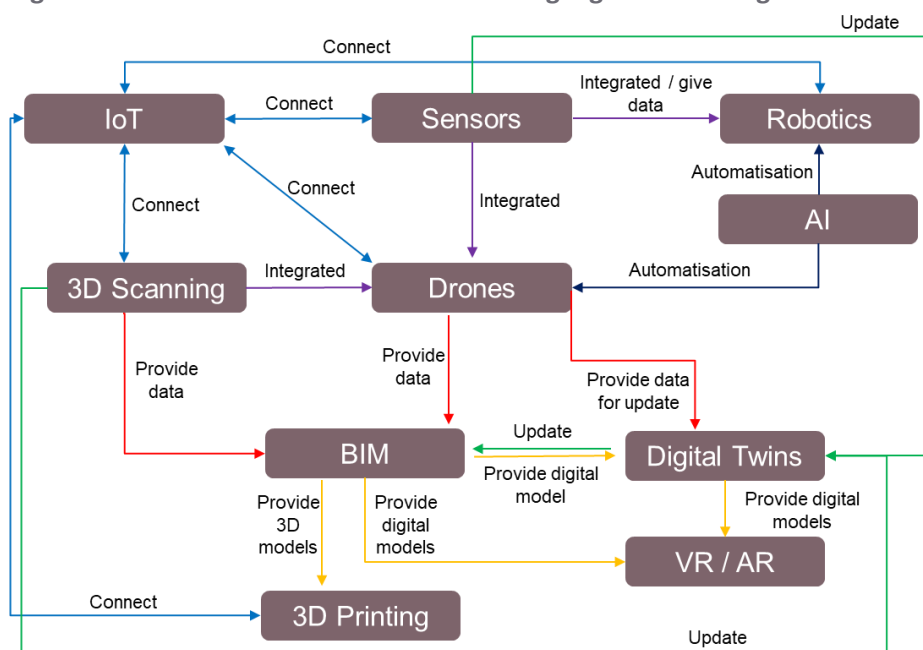 Update
Connect
Integrated / give
data
IoT
Connect
Sensors
Robotics
Connect
Connect
Integrated
Automatisation
AI
3D Scanning
Integrated
Drones
Automatisation
Provide
data
Provide
data
Provide data
for update
BIM
Update
Provide digital
model
Digital Twins
Provide
3D
models
Provide
digital
models
Provide digital
models
VR / AR
Connect
3D Printing
Update